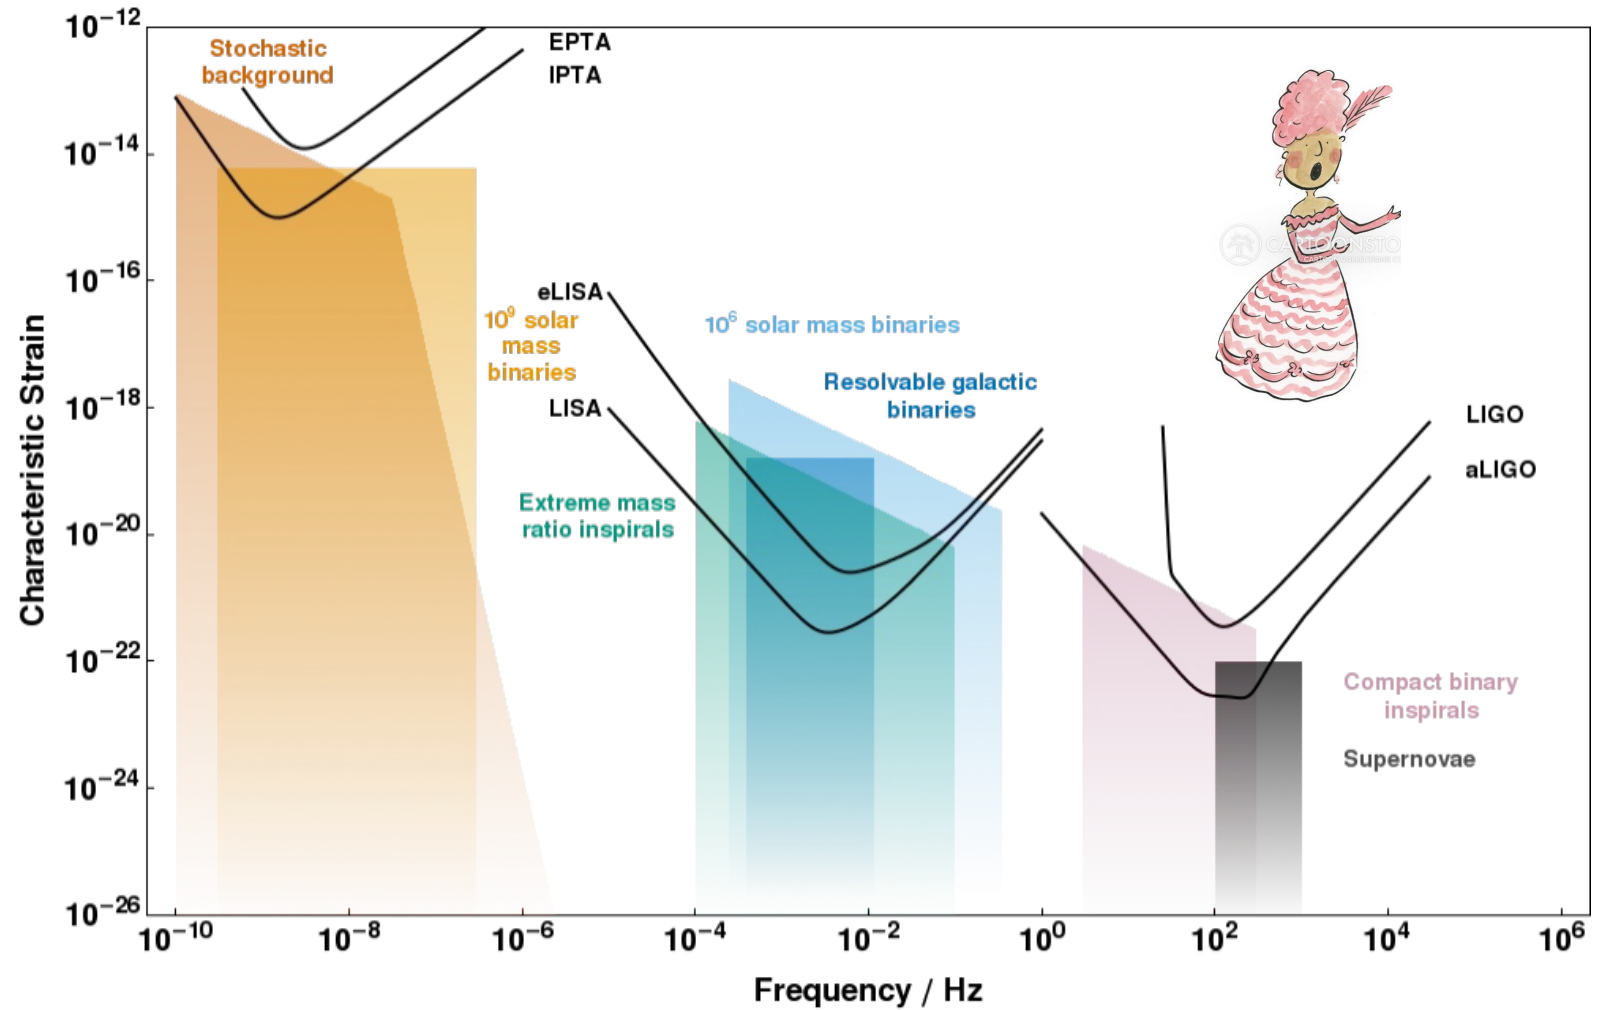 10⁻¹²
Stochastic
background
EPTA
IPTA
10⁻¹⁴
10⁻¹⁶
eLISA
10⁹ solar
mass
binaries
10⁶ solar mass binaries
Resolvable galactic
binaries
10⁻¹⁸
LISA
LIGO
aLIGO
Characteristic Strain
Extreme mass
ratio inspirals
10⁻²⁰
10⁻²²
Compact binary
inspirals
Supernovae
10⁻²⁴
10⁻²⁶
10⁻¹⁰ 10⁻⁸ 10⁻⁶ 10⁻⁴ 10⁻² 10⁰ 10² 10⁴ 10⁶
Frequency / Hz
CARTOONSTO